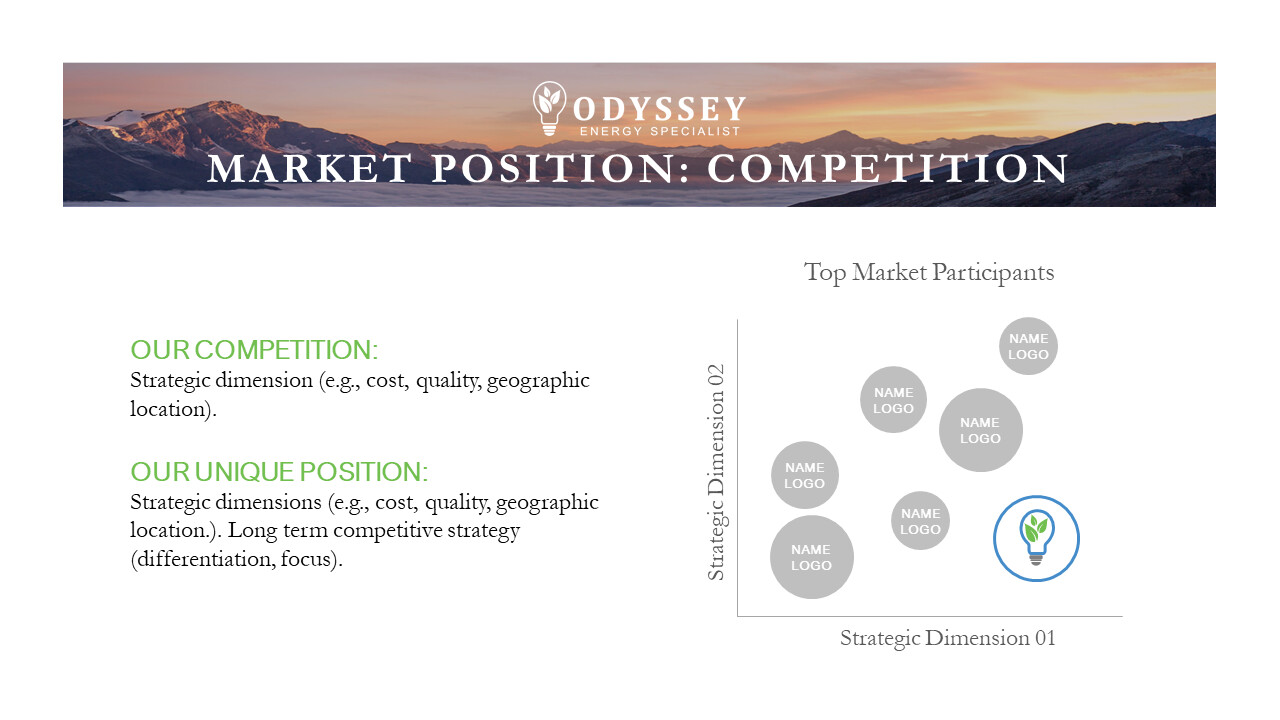 ODYSSEY
ENERGY SPECIALIST
MARKET POSITION: COMPETITION
OUR COMPETITION:
Strategic dimension (e.g., cost, quality, geographic
location).
OUR UNIQUE POSITION:
Strategic dimensions (e.g., cost, quality, geographic
location.). Long term competitive strategy
(differentiation, focus).
Top Market Participants
Strategic Dimension 02
NAME
LOGO
NAME
LOGO
NAME
LOGO
NAME
LOGO
NAME
LOGO
NAME
LOGO
Strategic Dimension 01